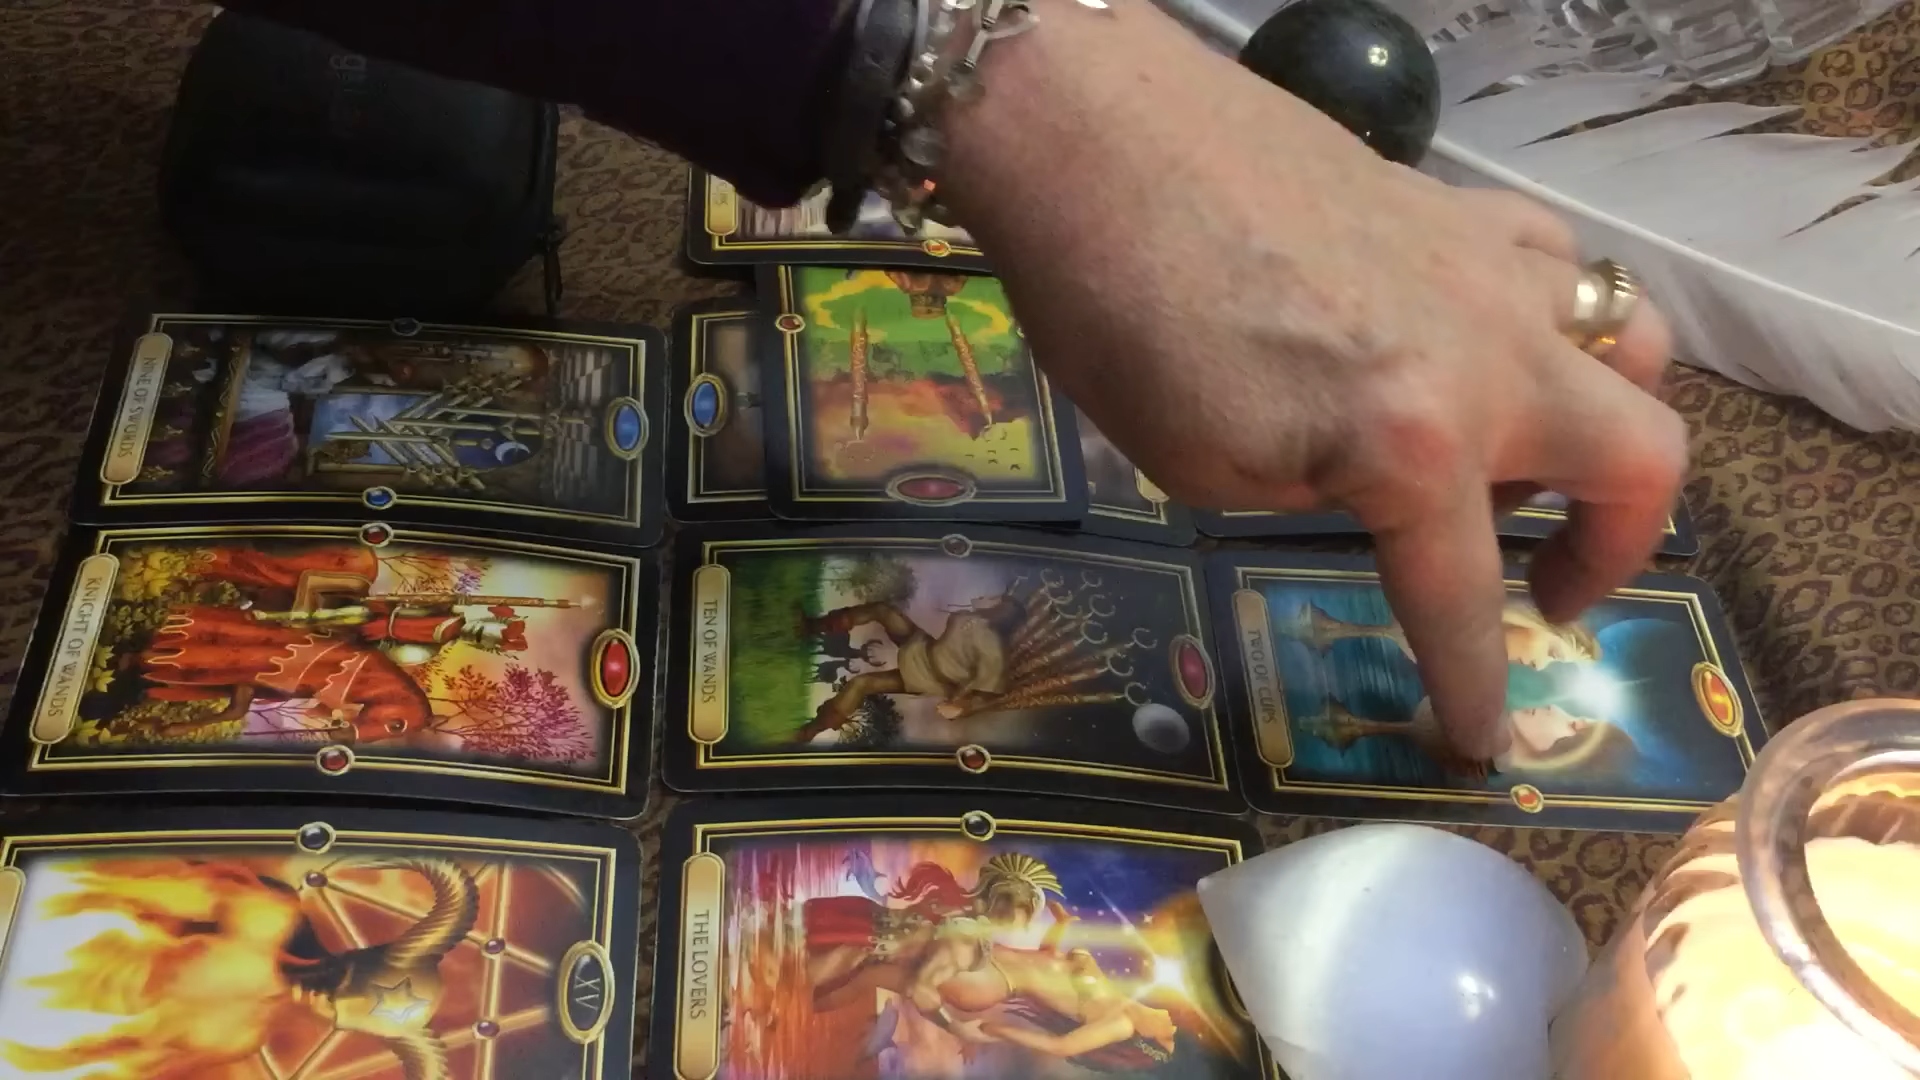 NINE OF SWORDS
KNIGHT OF WANDS
TEN OF WANDS
TWO OF CUPS
XV
THE LOVERS